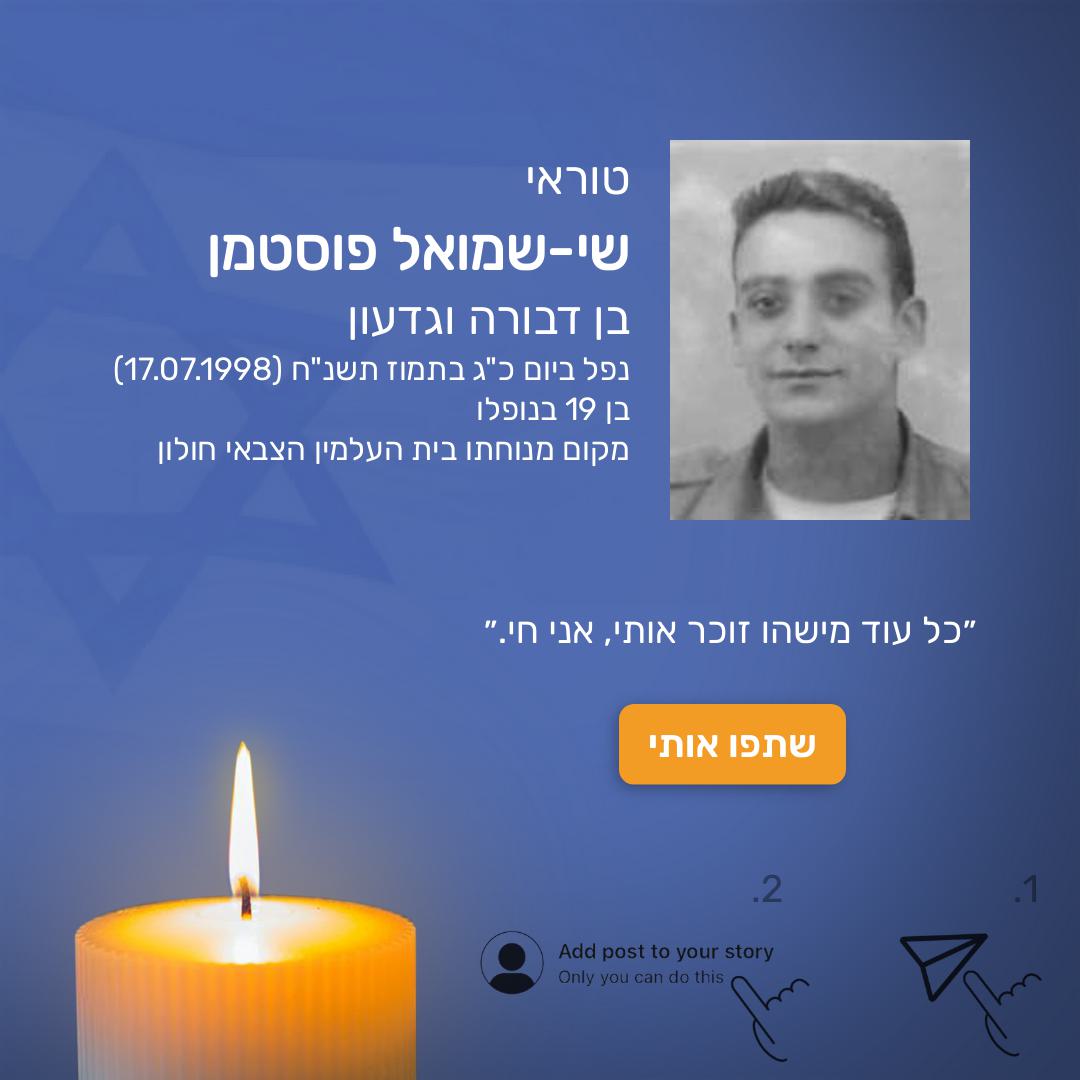 טוראי
שי-שמואל פוסטמן
בן דבורה וגדעון
נפל ביום כ"ג בתמוז תשנ"ח (17.07.1998)
בן 19 בנופלו
מקום מנוחתו בית העלמין הצבאי חולון
״כל עוד מישהו זוכר אותי, אני חי.״
שתפו אותי
1.
2.
Add post to your story
Only you can do this